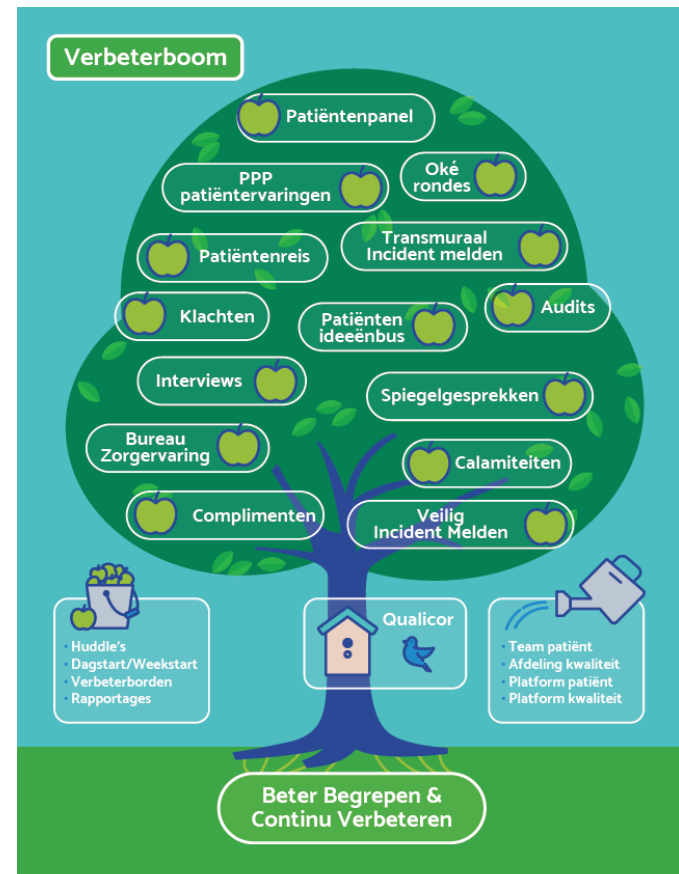 Verbeterboom
Patiëntenpanel
PPP
patiëntervaringen
Oké
rondes
Patiëntenreis
Transmuraal
Incident melden
Klachten
Patiënten
ideeënbus
Audits
Interviews
Spiegelgesprekken
Bureau
Zorgervaring
Calamiteiten
Complimenten
Veilig
Incident Melden
• Huddle's
• Dagstart/Weekstart
• Verbeterborden
• Rapportages
Qualicor
• Team patiënt
• Afdeling kwaliteit
• Platform patiënt
• Platform kwaliteit
Beter Begrepen &
Continu Verbeteren